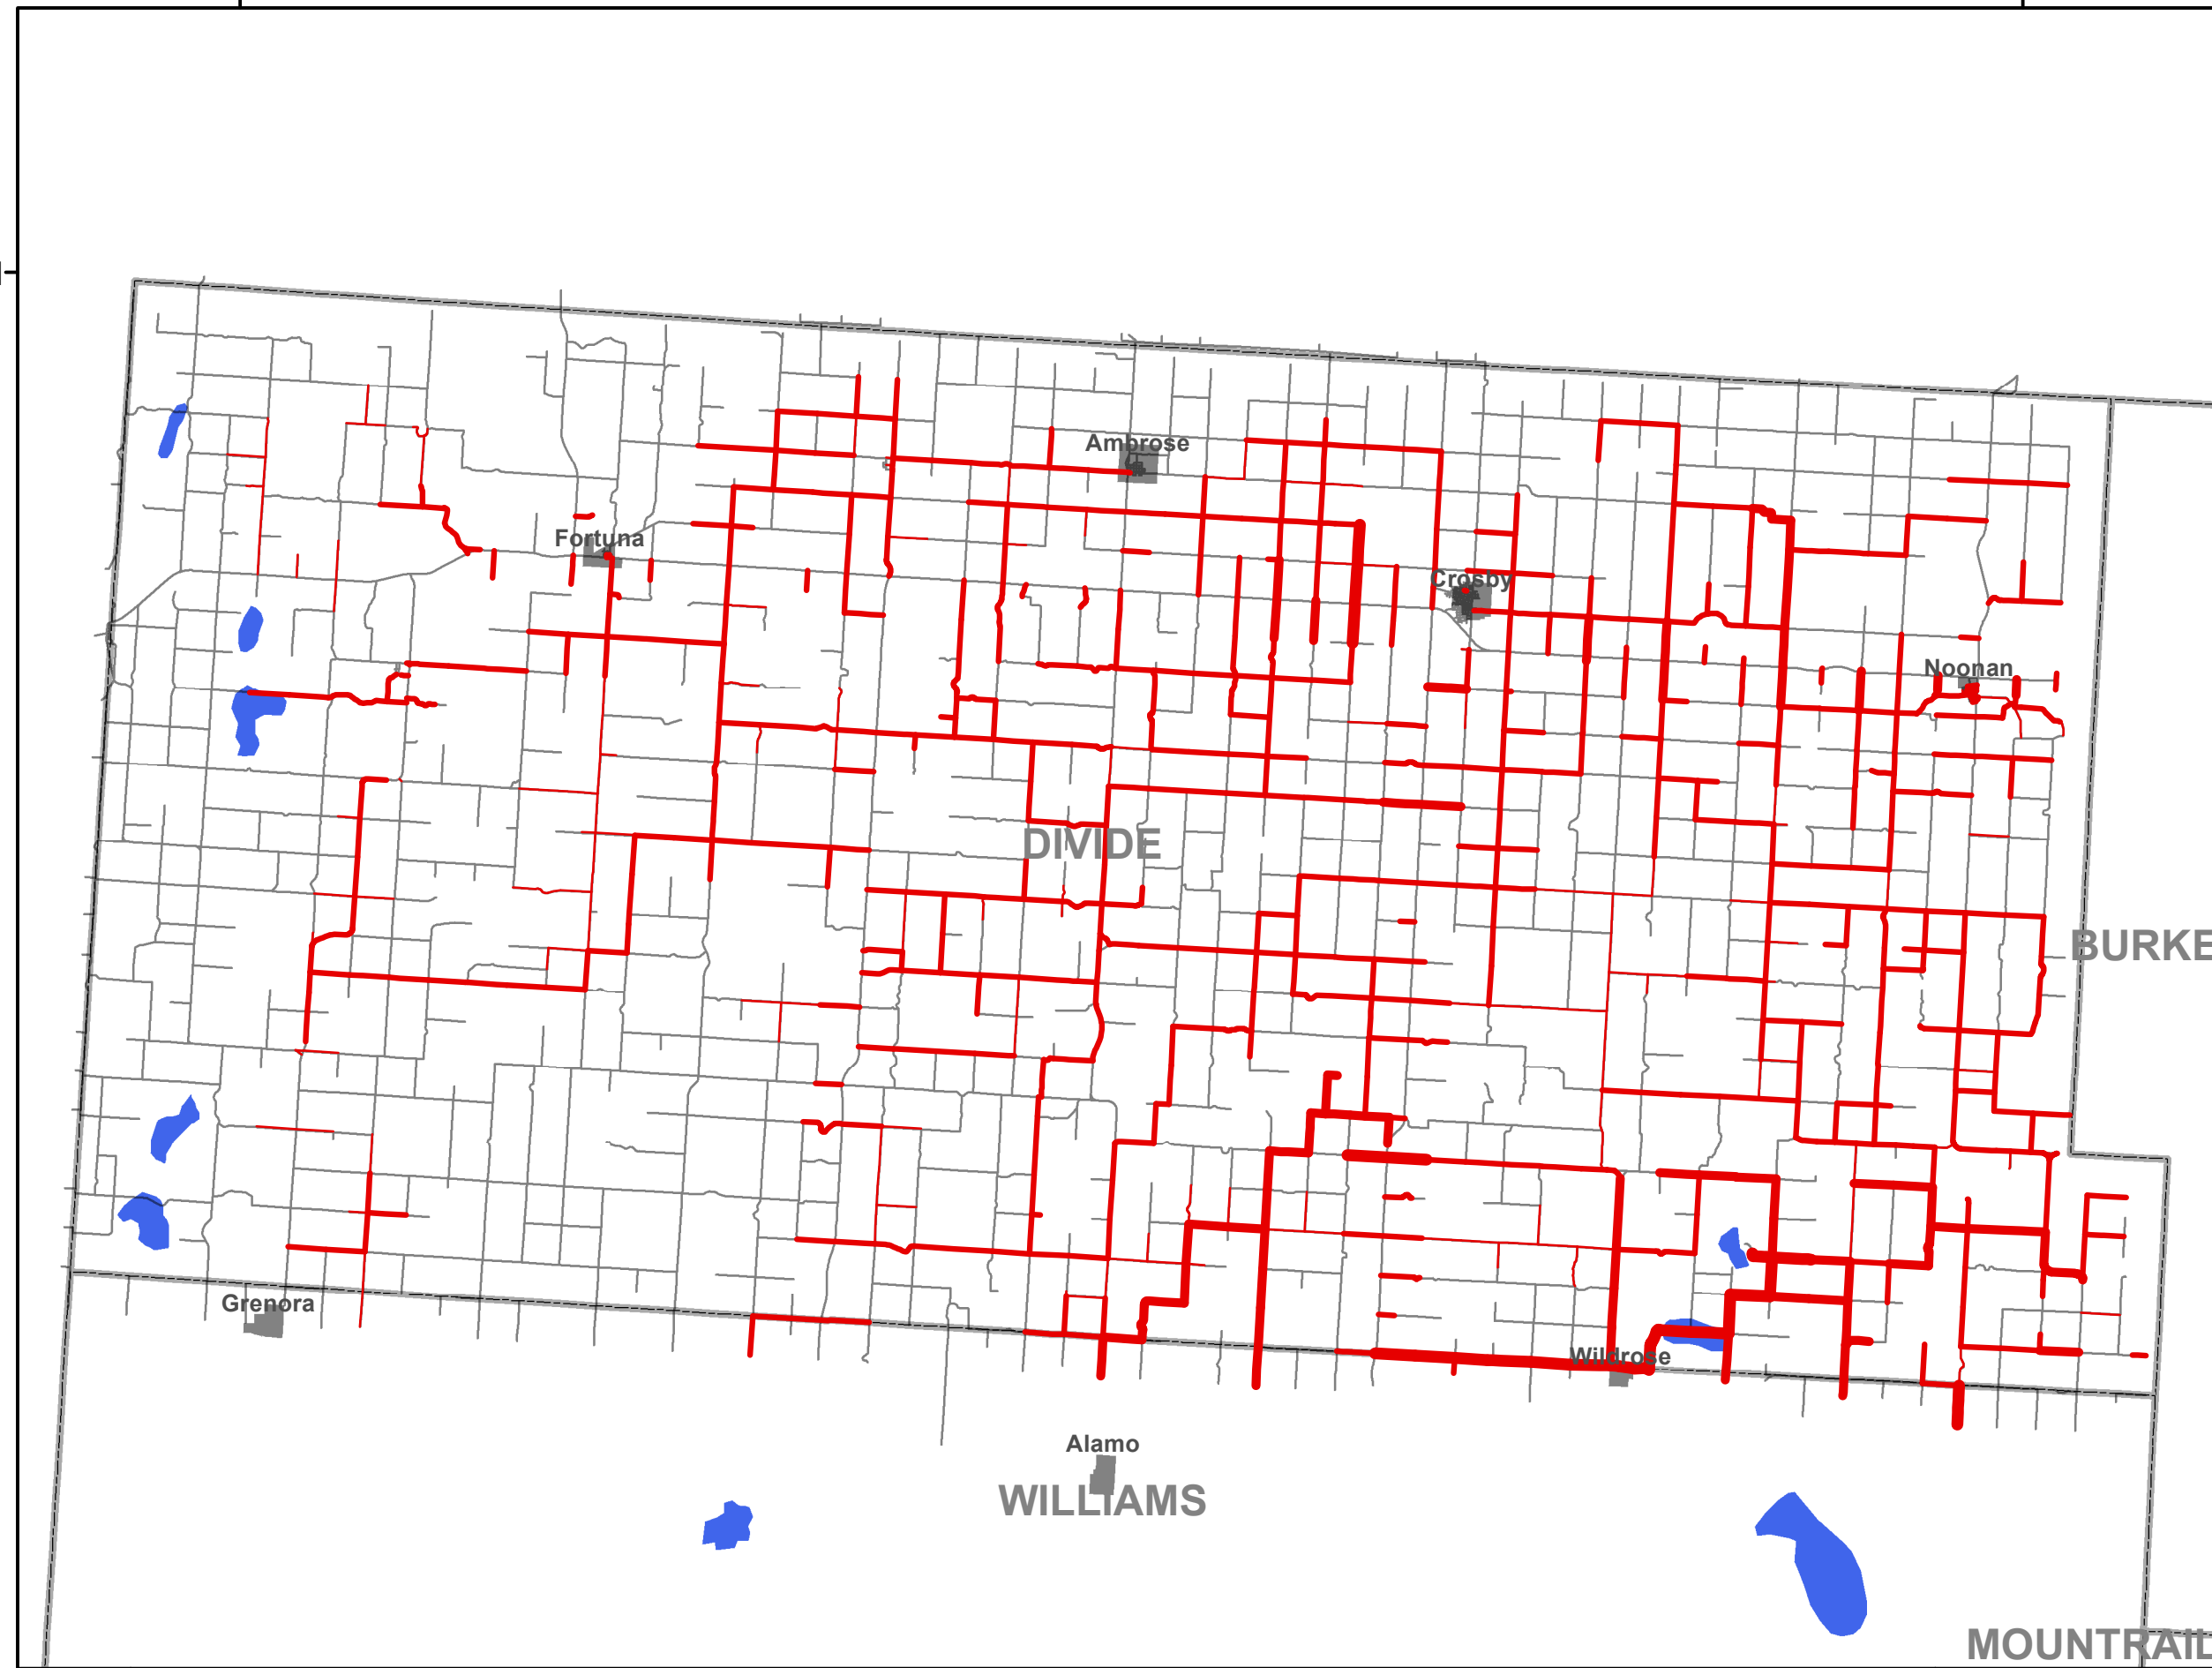 Ambrose
Fortuna
Crosby
Noonan
DIVIDE
BURKE
Grenora
Wildrose
Alamo
WILLIAMS
MOUNTRAIL